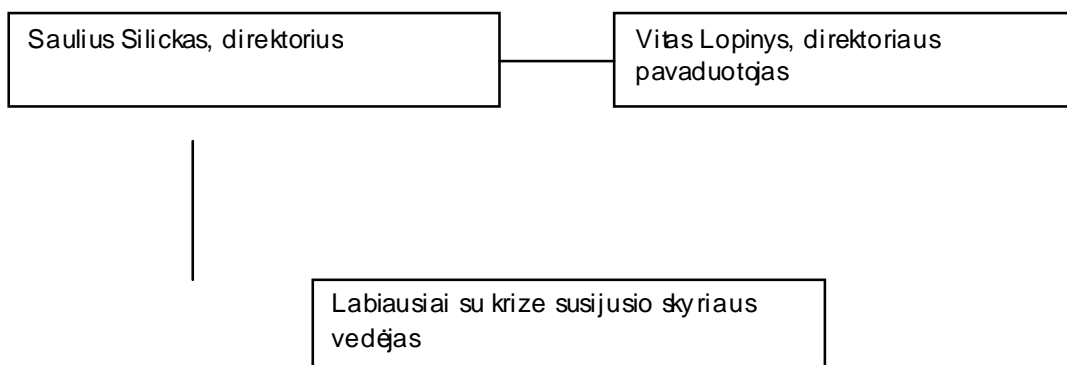 Saulius Silickas, direktorius
Vitas Lopinys, direktoriaus
pavaduotojas
Labiausiai su krize susijusio skyriaus
vedėjas